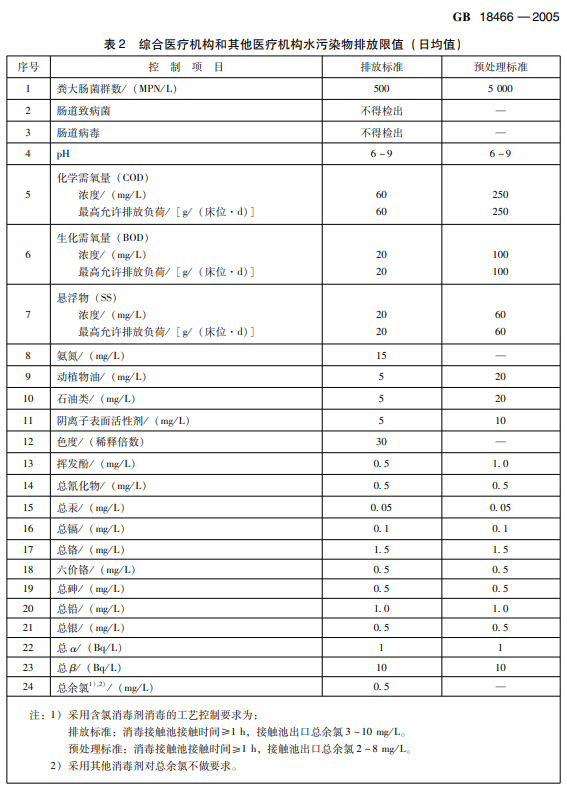 GB 18466—2005
表2 综合医疗机构和其他医疗机构水污染物排放限值（日均值）
序号 控制项目 排放标准 预处理标准
1 粪大肠菌群数/（MPN/L） 500 5 000
2 肠道致病菌 不得检出 —
3 肠道病毒 不得检出 —
4 pH 6~9 6~9
5 化学需氧量（COD）
浓度/（mg/L） 60 250
最高允许排放负荷/［g/（床位·d）］ 60 250
6 生化需氧量（BOD）
浓度/（mg/L） 20 100
最高允许排放负荷/［g/（床位·d）］ 20 100
7 悬浮物（SS）
浓度/（mg/L） 20 60
最高允许排放负荷/［g/（床位·d）］ 20 60
8 氨氮/（mg/L） 15 —
9 动植物油/（mg/L） 5 20
10 石油类/（mg/L） 5 20
11 阴离子表面活性剂/（mg/L） 5 10
12 色度/（稀释倍数） 30 —
13 挥发酚/（mg/L） 0.5 1.0
14 总氰化物/（mg/L） 0.5 0.5
15 总汞/（mg/L） 0.05 0.05
16 总镉/（mg/L） 0.1 0.1
17 总铬/（mg/L） 1.5 1.5
18 六价铬/（mg/L） 0.5 0.5
19 总砷/（mg/L） 0.5 0.5
20 总铅/（mg/L） 1.0 1.0
21 总银/（mg/L） 0.5 0.5
22 总α/（Bq/L） 1 1
23 总β/（Bq/L） 10 10
24 总余氯1),2)/（mg/L） 0.5 —
注：1）采用含氯消毒剂消毒的工艺控制要求为：
排放标准：消毒接触池接触时间≥1 h，接触池出口总余氯3~10 mg/L。
预处理标准：消毒接触池接触时间≥1 h，接触池出口总余氯2~8 mg/L。
2）采用其他消毒剂对总余氯不做要求。